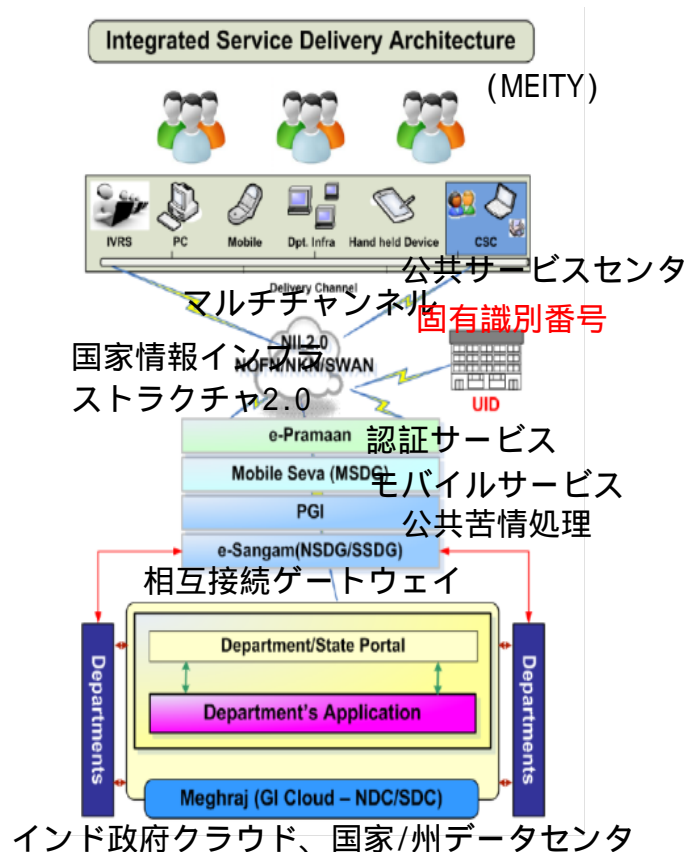 Integrated Service Delivery Architecture
(MEITY)
IVRS PC Mobile Dpt. Infra Hand held Device CSC
公共サービスセンタ
Delivery Channel
マルチチャンネル
固有識別番号
NII 2.0
国家情報インフラ
NOFN/NKN/SWAN
ストラクチャ2.0
UID
e-Pramaan 認証サービス
Mobile Seva (MSDG)
モバイルサービス
PGI
公共苦情処理
e-Sangam(NSDG/SSDG)
相互接続ゲートウェイ
Departments
Department/State Portal
Department's Application
Departments
Meghraj (GI Cloud – NDC/SDC)
インド政府クラウド、国家/州データセンタ